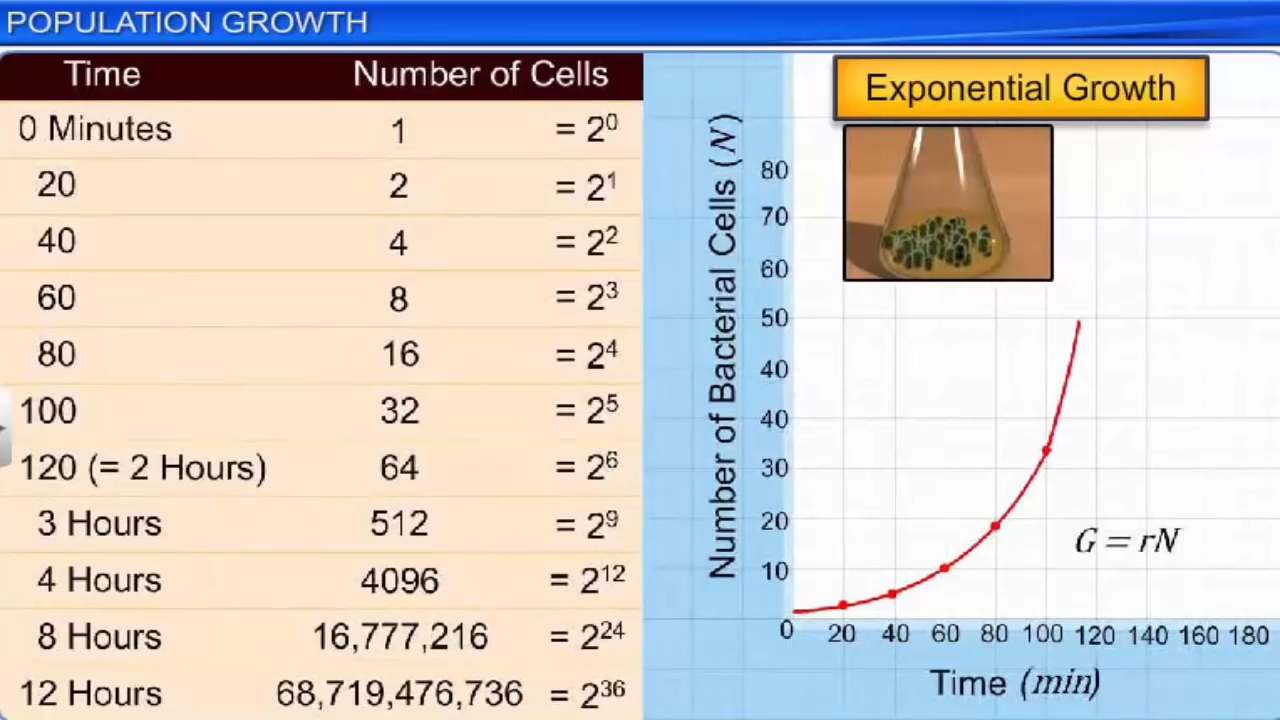 POPULATION GROWTH
Time Number of Cells
0 Minutes 1 = 2⁰
20 2 = 2¹
40 4 = 2²
60 8 = 2³
80 16 = 2⁴
100 32 = 2⁵
120 (= 2 Hours) 64 = 2⁶
3 Hours 512 = 2⁹
4 Hours 4096 = 2¹²
8 Hours 16,777,216 = 2²⁴
12 Hours 68,719,476,736 = 2³⁶
Exponential Growth
Number of Bacterial Cells (N)
80
70
60
50
40
40
30
20
10
G = rN
0 20 40 60 80 100 120 140 160 180
Time (min)